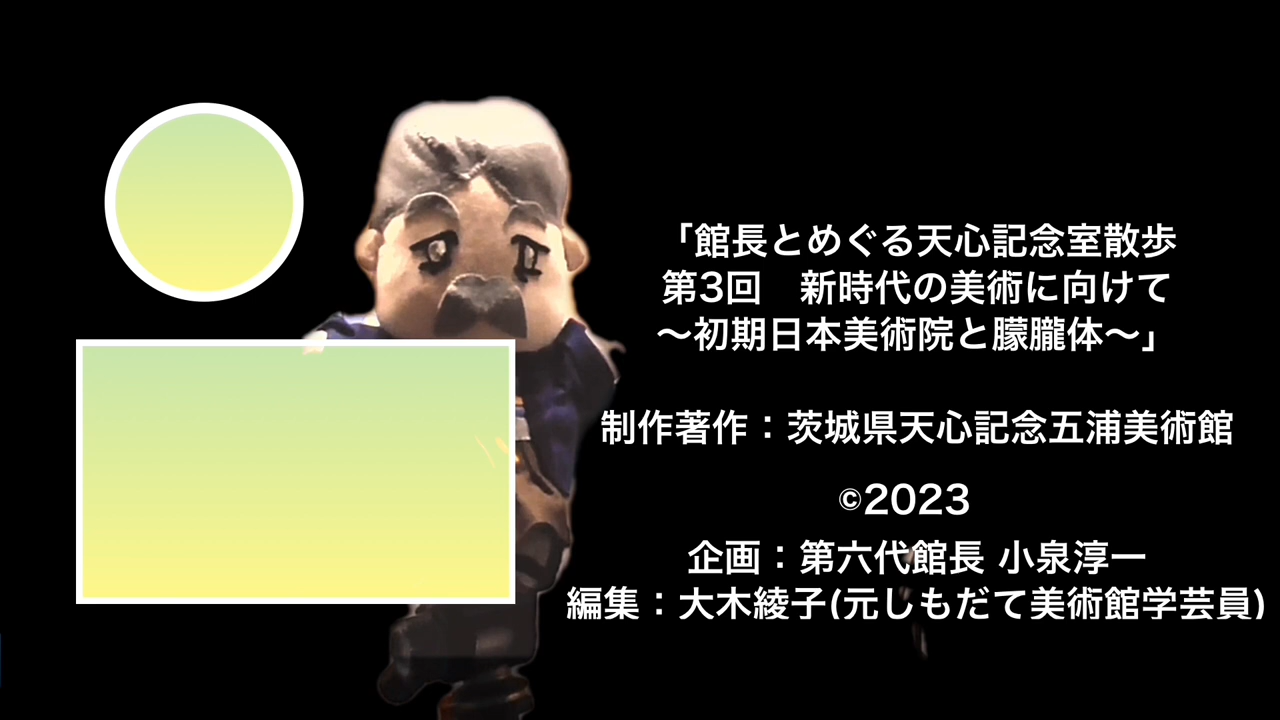 「館長とめぐる天心記念室散歩
第3回　新時代の美術に向けて
～初期日本美術院と朦朧体～」
制作著作：茨城県天心記念五浦美術館
©2023
企画：第六代館長 小泉淳一
編集：大木綾子(元しもだて美術館学芸員)